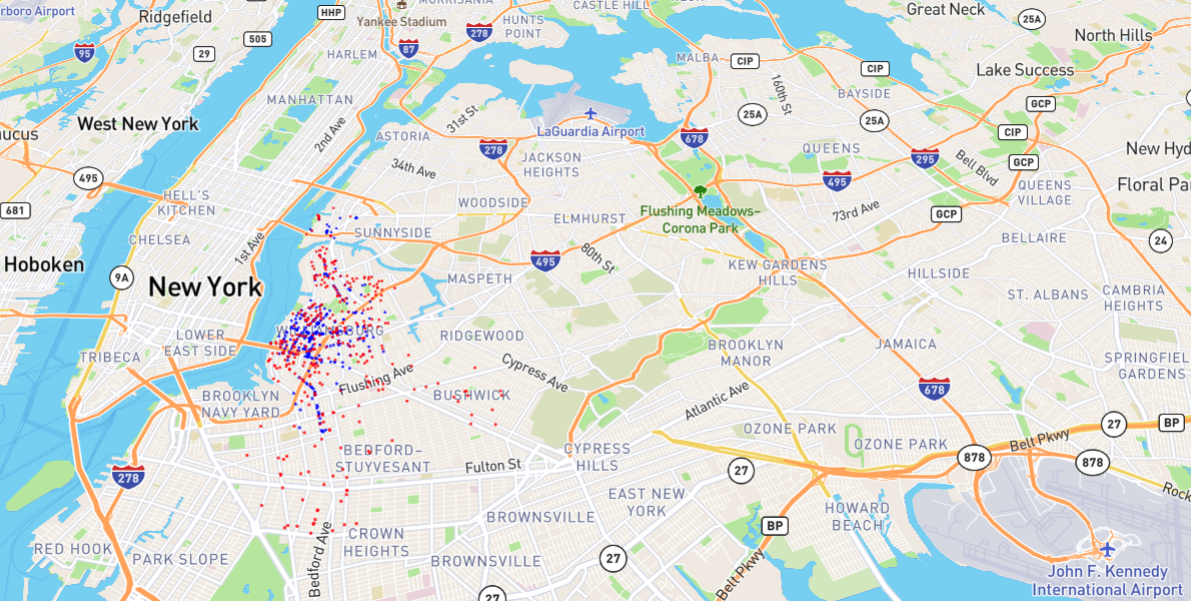 rboro Airport
Ridgefield
HHP
Yankee Stadium
MORRISANIA
CASTLE HILL
Great Neck
25A
95
505
29
87
278
HUNTS
POINT
North Hills
HARLEM
MALBA
CIP
CIP
Lake Success
MANHATTAN
160th St
BAYSIDE
GCP
West New York
2nd Ave
31st St
LaGuardia Airport
25A
25A
CIP
ASTORIA
278
678
QUEENS
295
New Hyd
495
34th Ave
JACKSON
HEIGHTS
495
Bell Blvd
GCP
681
HELL'S
KITCHEN
WOODSIDE
Flushing Meadows–
Corona Park
73rd Ave
QUEENS
VILLAGE
Floral Pa
GCP
CHELSEA
1st Ave
SUNNYSIDE
ELMHURST
BELLAIRE
24
Hoboken
9A
New York
495
80th St
MASPETH
KEW GARDENS
HILLS
HILLSIDE
ST. ALBANS
CAMBRIA
HEIGHTS
LOWER
EAST SIDE
RIDGEWOOD
TRIBECA
BROOKLYN
MANOR
JAMAICA
SPRINGFIEL
GARDENS
Flushing Ave
Cypress Ave
BROOKLYN
NAVY YARD
BUSHWICK
Atlantic Ave
678
OZONE PARK
OZONE PARK
Belt Pkwy
27
BP
278
BEDFORD–
STUYVESANT
Fulton St
CYPRESS
HILLS
27
878
878
Rock
EAST NEW
YORK
HOWARD
BEACH
BROWNSVILLE
BP
RED HOOK
PARK SLOPE
Bedford Ave
CROWN
HEIGHTS
BROWNSVILLE
27
Belt Pkwy
John F. Kennedy
International Airport
27